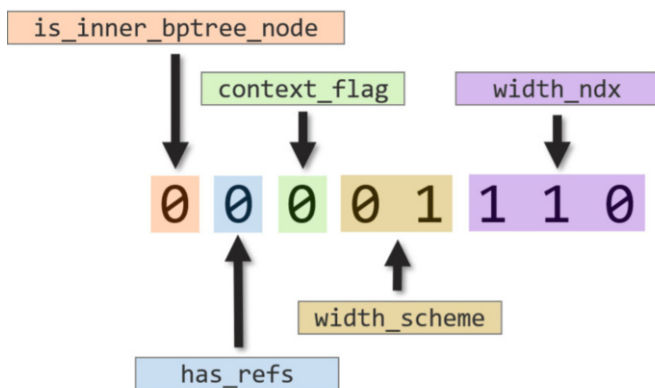 is_inner_bptree_node
context_flag width_ndx
0 0 0 0 1 1 1 0
width_scheme
has_refs